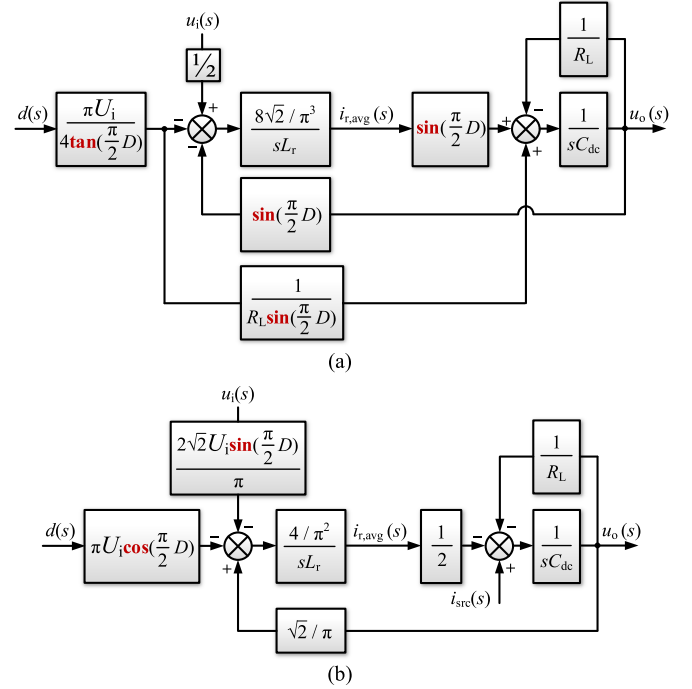 u_i(s)
1/2
1
R_L
d(s)
πU_i
4tan(π/2 D)
− + −
8√2 / π³
sL_r
i_r,avg(s)
sin(π/2 D)
+ − +
1
sC_dc
u_o(s)
sin(π/2 D)
1
R_L sin(π/2 D)
(a)
u_i(s)
2√2U_i sin(π/2 D)
π
1
R_L
d(s)
πU_i cos(π/2 D)
− − +
4 / π²
sL_r
i_r,avg(s)
1
2
− − +
1
sC_dc
u_o(s)
i_src(s)
√2 / π
(b)